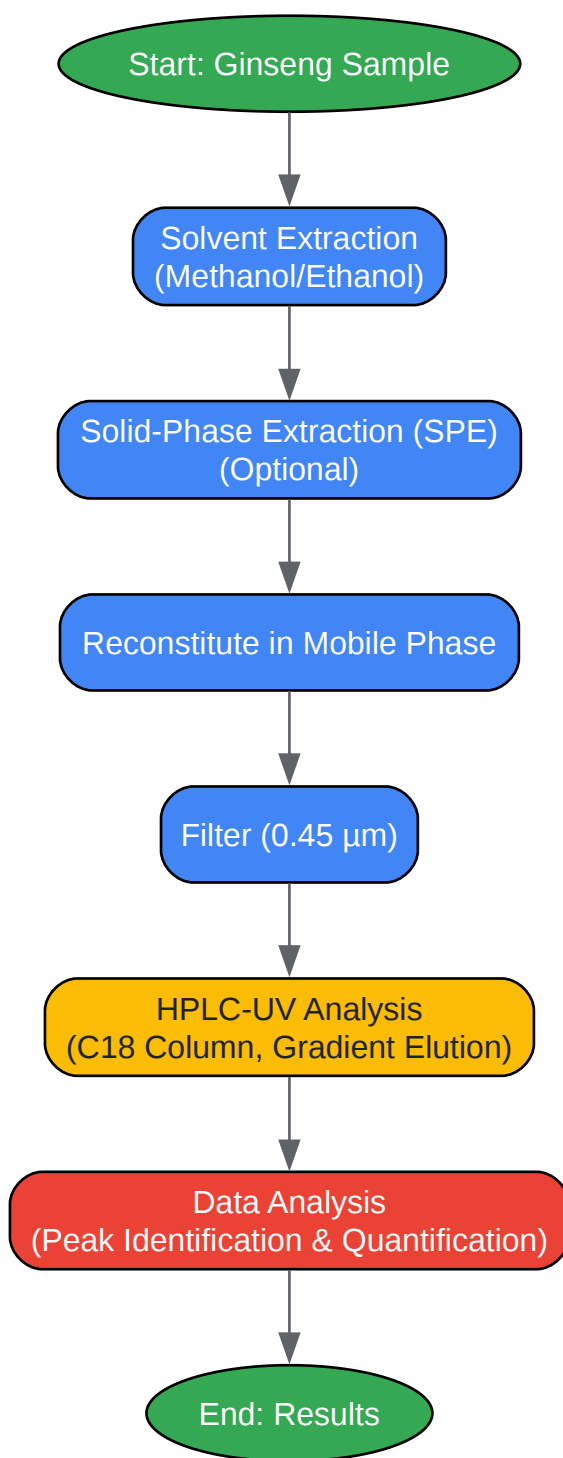 Start: Ginseng Sample
Solvent Extraction
(Methanol/Ethanol)
Solid-Phase Extraction (SPE)
(Optional)
Reconstitute in Mobile Phase
Filter (0.45 µm)
HPLC-UV Analysis
(C18 Column, Gradient Elution)
Data Analysis
(Peak Identification & Quantification)
End: Results